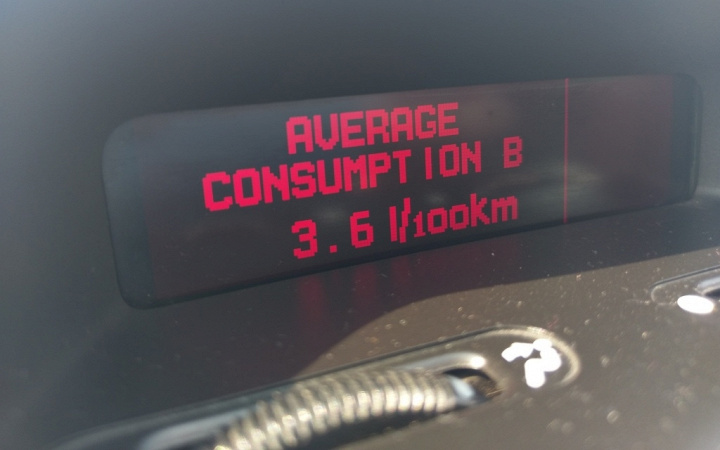 AVERAGE
CONSUMPTION B
3.6 l/100km